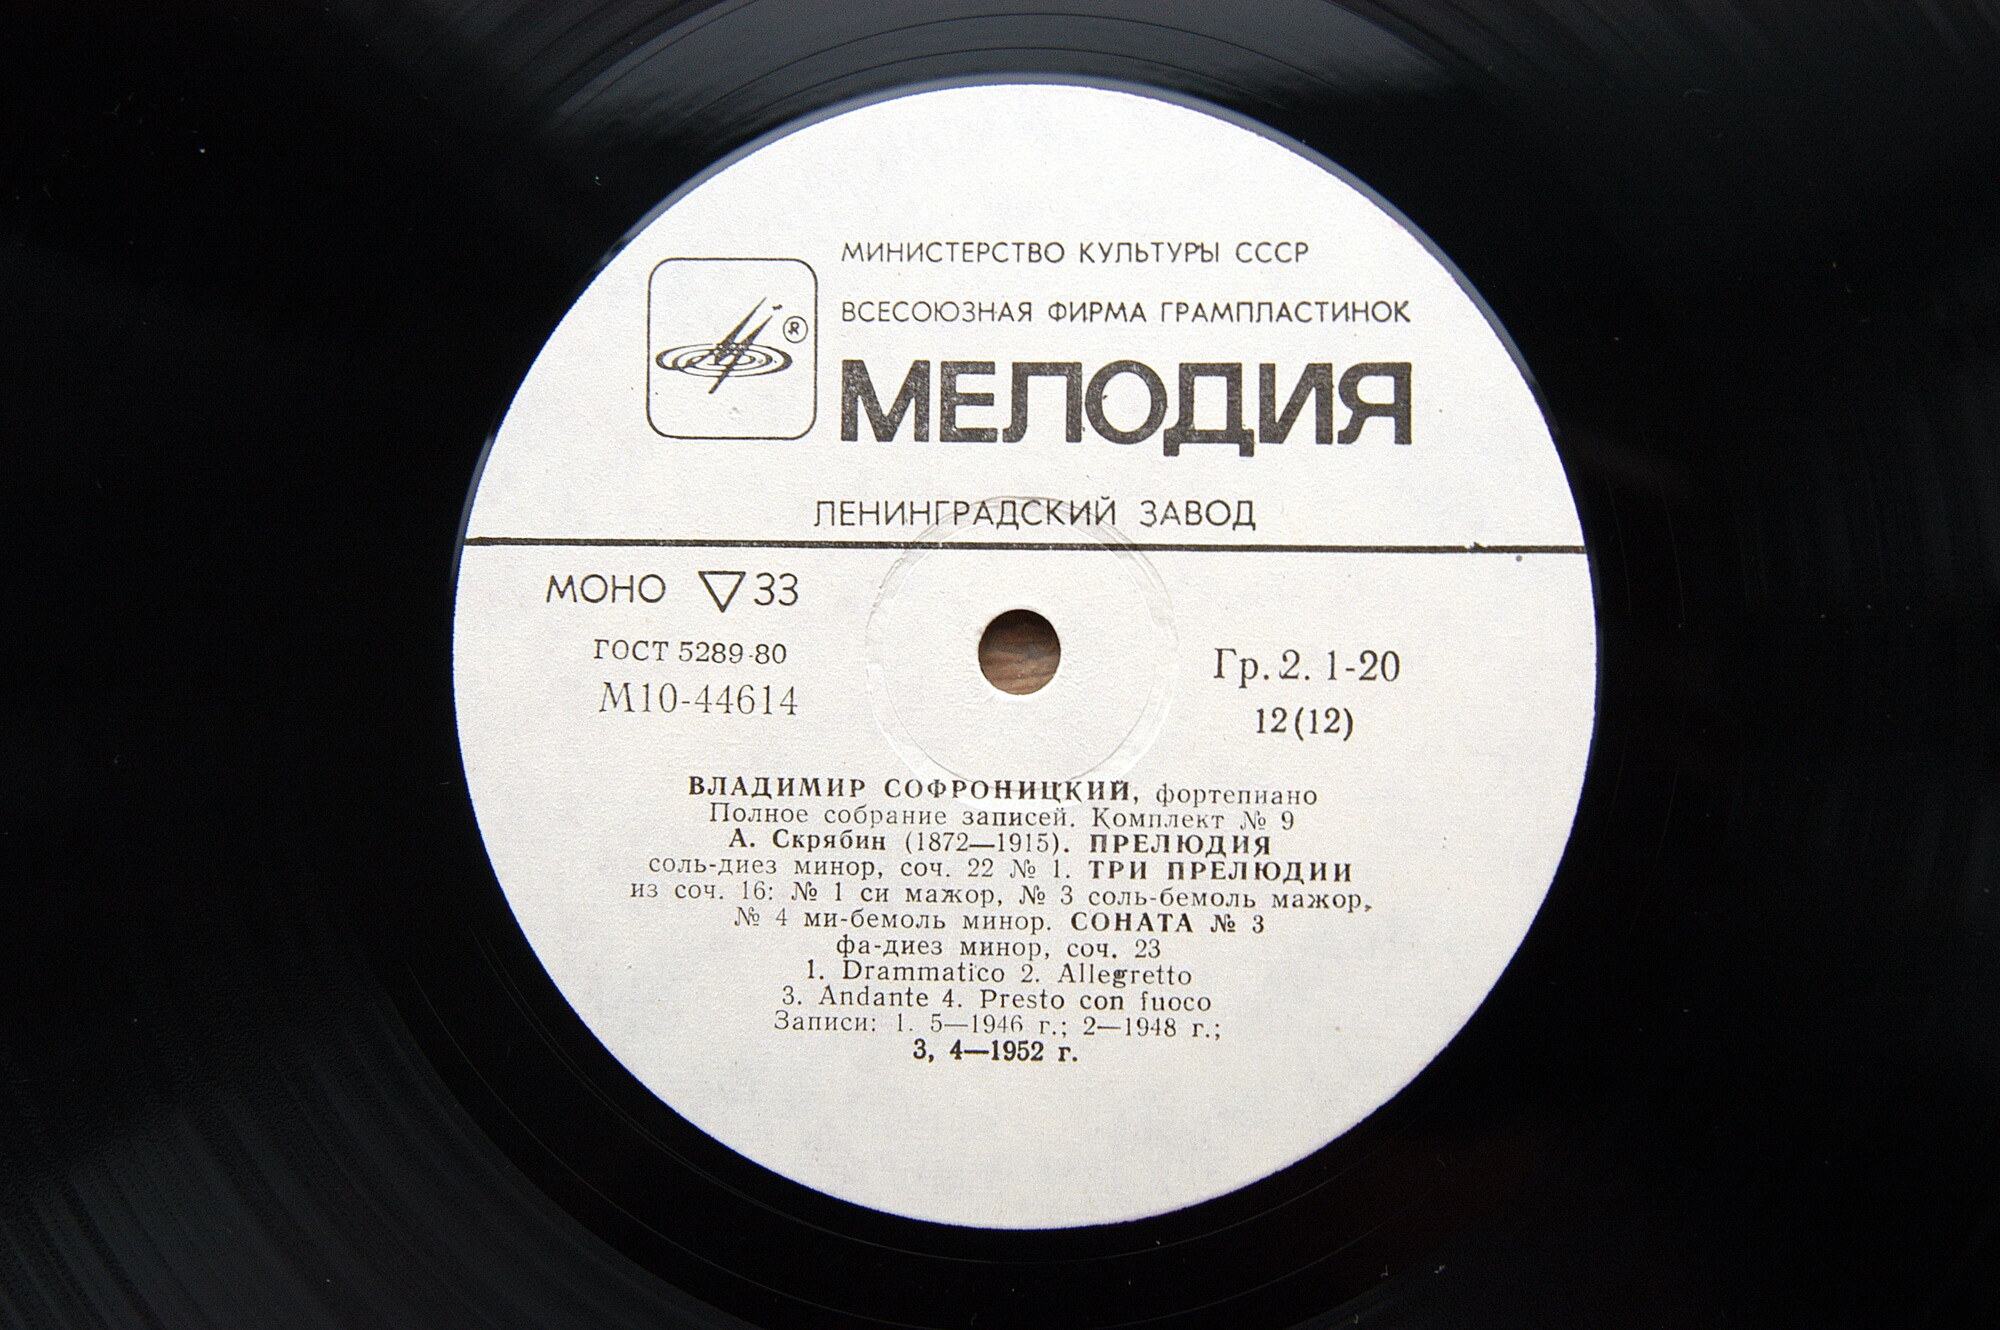 МИНИСТЕРСТВО КУЛЬТУРЫ СССР
ВСЕСОЮЗНАЯ ФИРМА ГРАМПЛАСТИНОК
®
МЕЛОДИЯ
ЛЕНИНГРАДСКИЙ ЗАВОД
МОНО ▽33
ГОСТ 5289-80
М10-44614
Гр. 2. 1-20
12(12)
ВЛАДИМИР СОФРОНИЦКИЙ, фортепиано
Полное собрание записей. Комплект № 9
А. Скрябин (1872—1915). ПРЕЛЮДИЯ
соль-диез минор, соч. 22 № 1. ТРИ ПРЕЛЮДИИ
из соч. 16: № 1 си мажор, № 3 соль-бемоль мажор,
№ 4 ми-бемоль минор. СОНАТА № 3
фа-диез минор, соч. 23
1. Drammatico 2. Allegretto
3. Andante 4. Presto con fuoco
Записи: 1. 5—1946 г.; 2—1948 г.;
3, 4—1952 г.